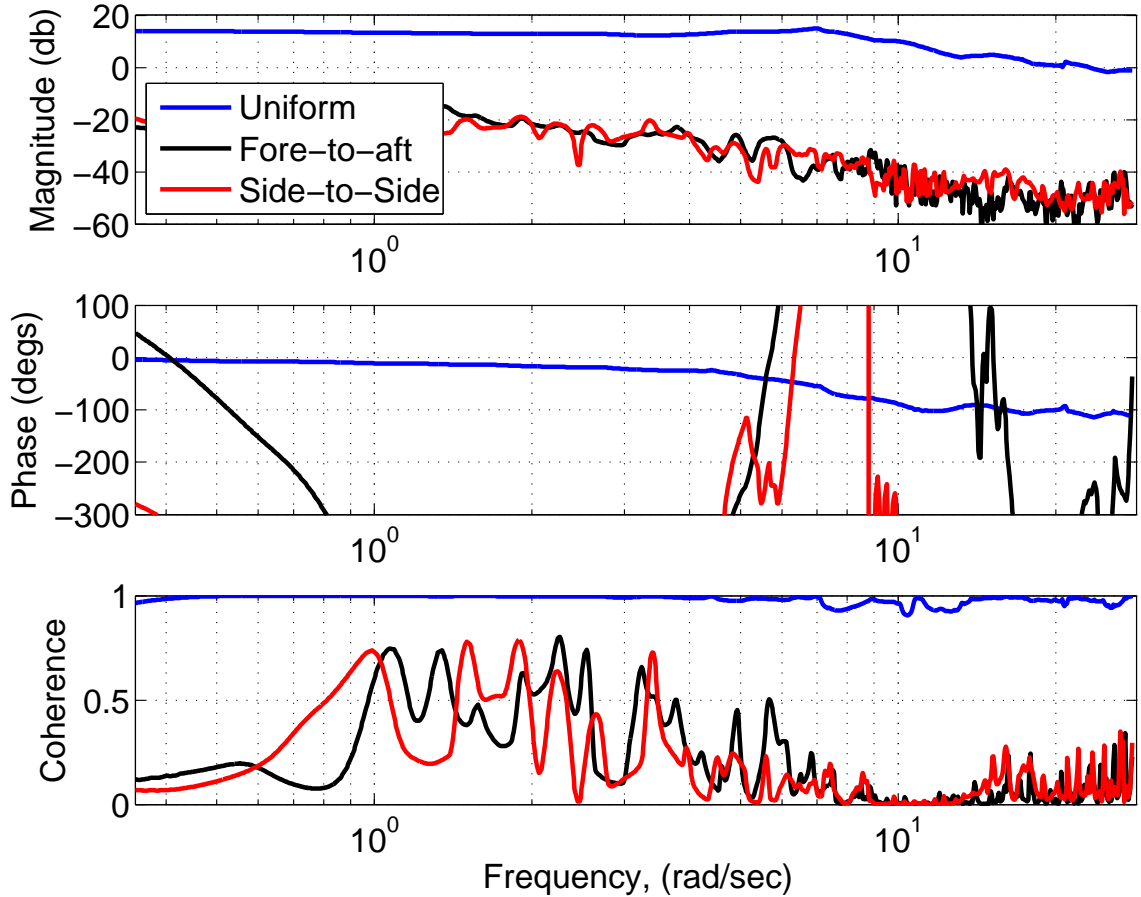 Magnitude (db)
20
0
−20
−40
−60
Uniform
Fore−to−aft
Side−to−Side
10^0
10^1
Phase (degs)
100
0
−100
−200
−300
10^0
10^1
Coherence
1
0.5
0
10^0
10^1
Frequency, (rad/sec)